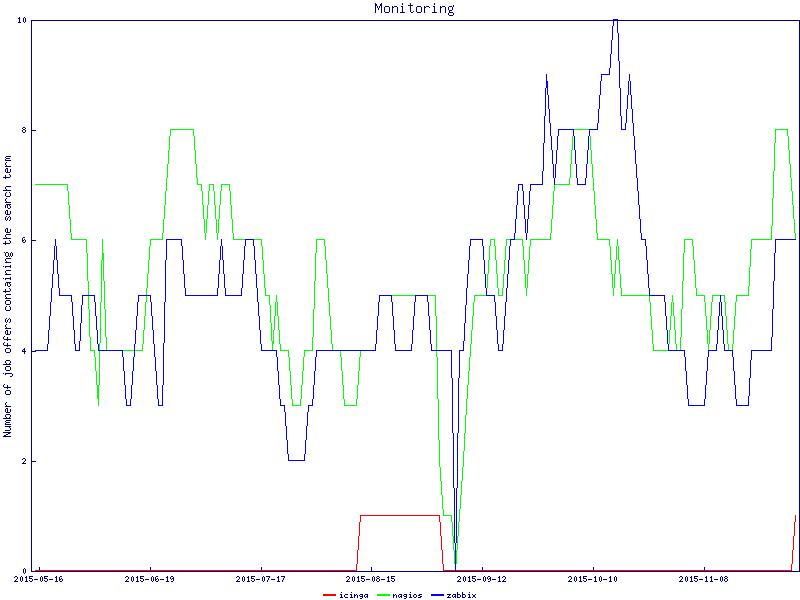 Monitoring
Number of job offers containing the search term
10
8
6
4
2
0
2015-05-16 2015-06-19 2015-07-17 2015-08-15 2015-09-12 2015-10-10 2015-11-08
icinga nagios zabbix